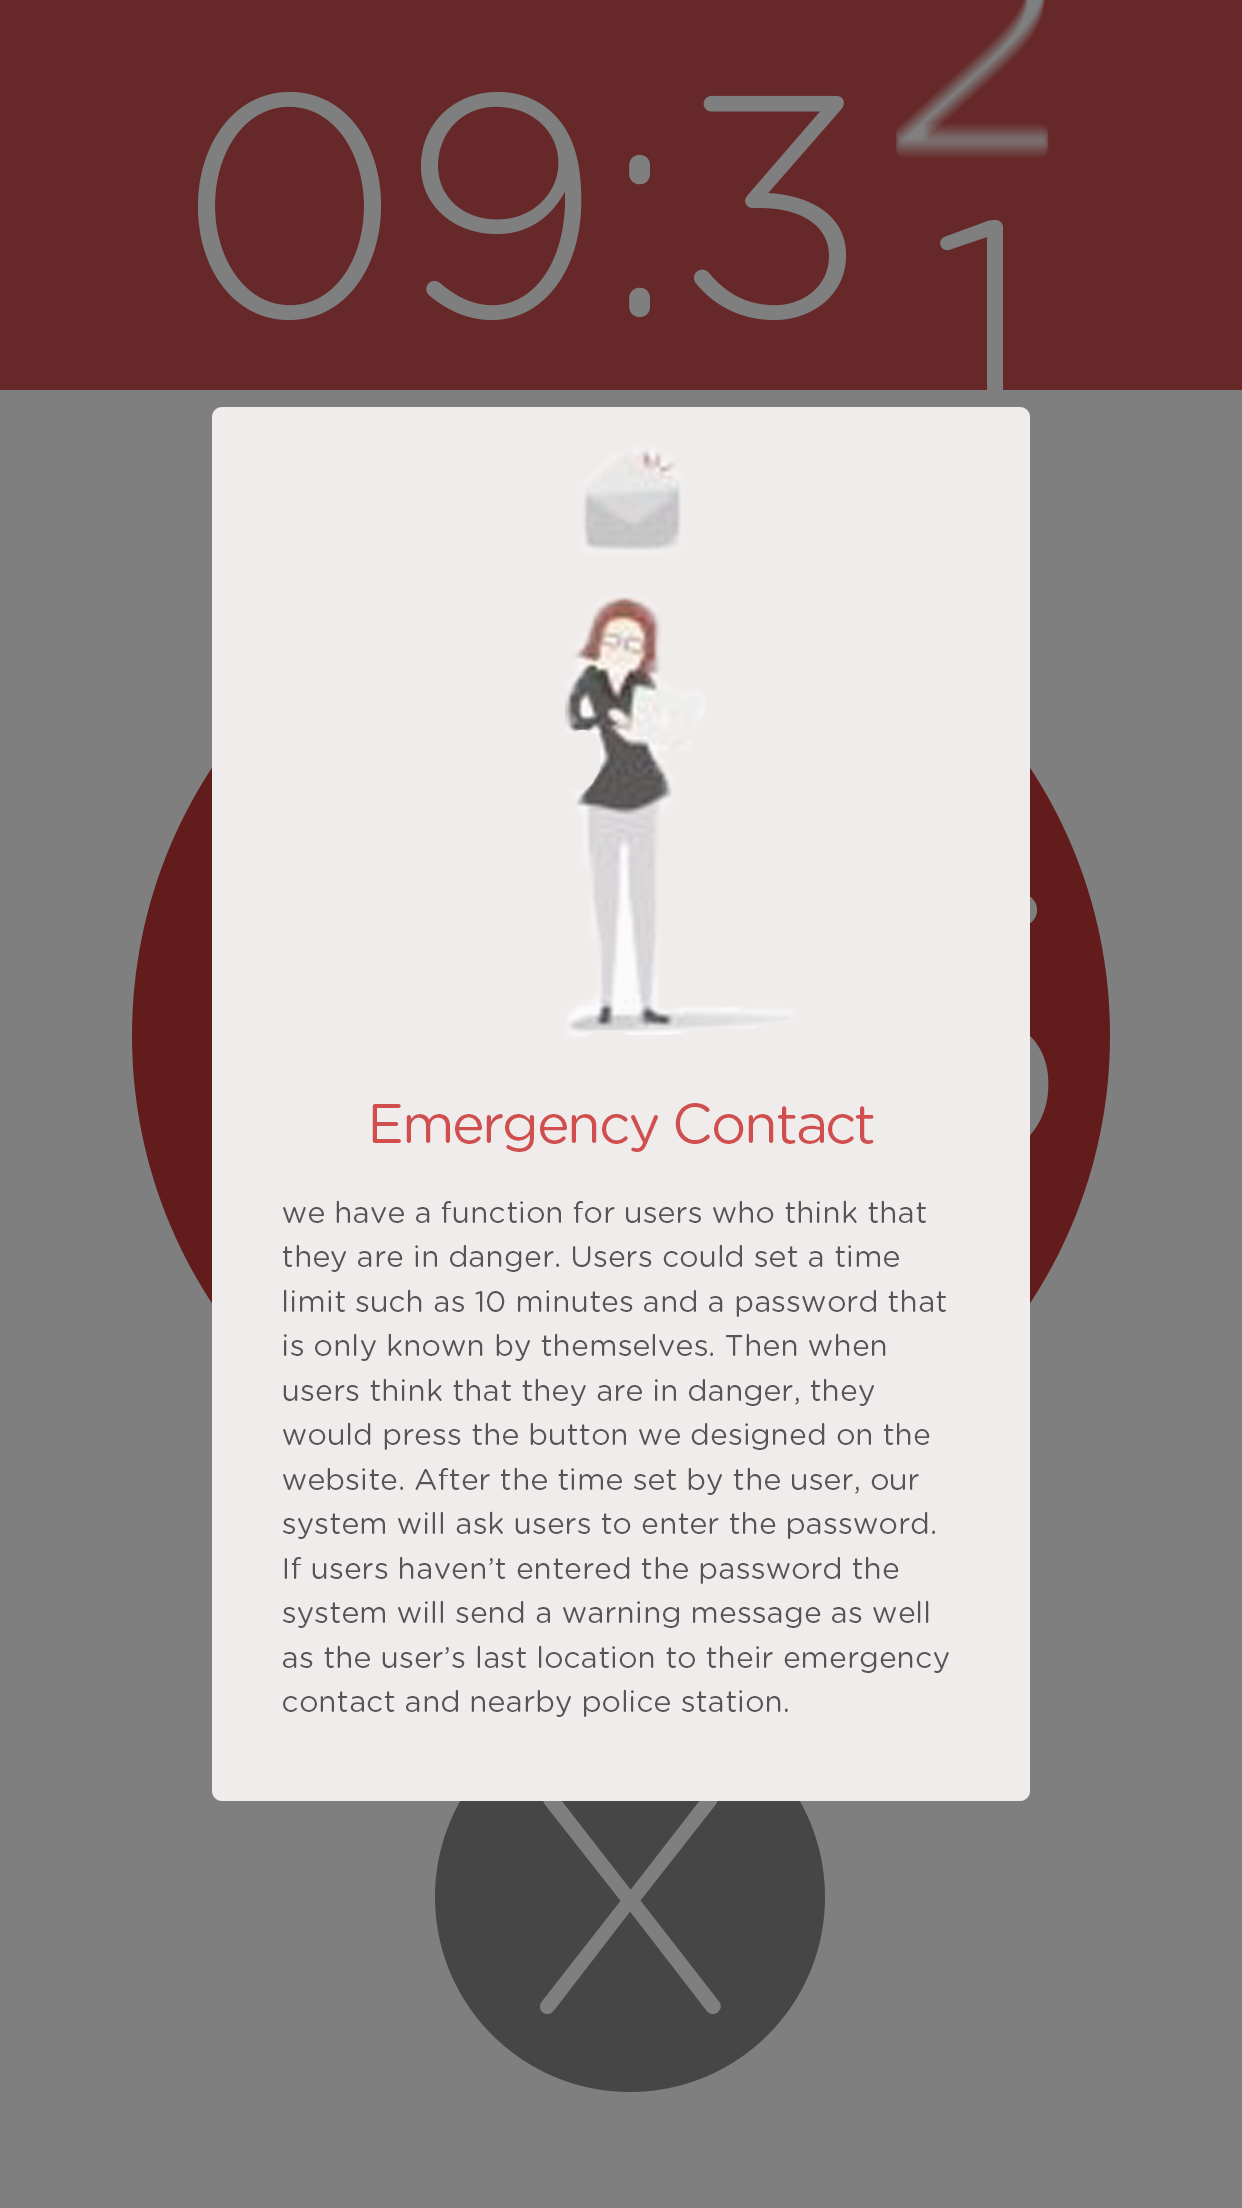 09:3
2
1
Emergency Contact
we have a function for users who think that
they are in danger. Users could set a time
limit such as 10 minutes and a password that
is only known by themselves. Then when
users think that they are in danger, they
would press the button we designed on the
website. After the time set by the user, our
system will ask users to enter the password.
If users haven’t entered the password the
system will send a warning message as well
as the user’s last location to their emergency
contact and nearby police station.